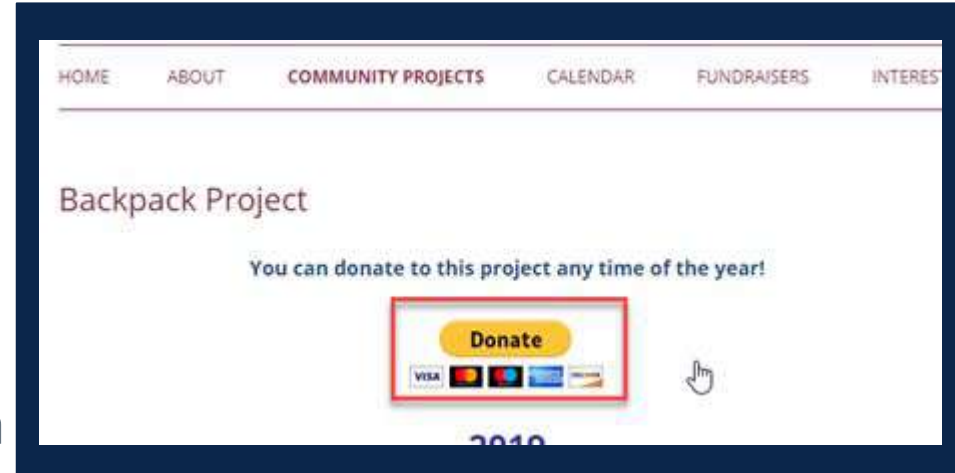 HOME ABOUT COMMUNITY PROJECTS CALENDAR FUNDRAISERS
Backpack Project
You can donate to this project any time of the year!
Donate
VISA